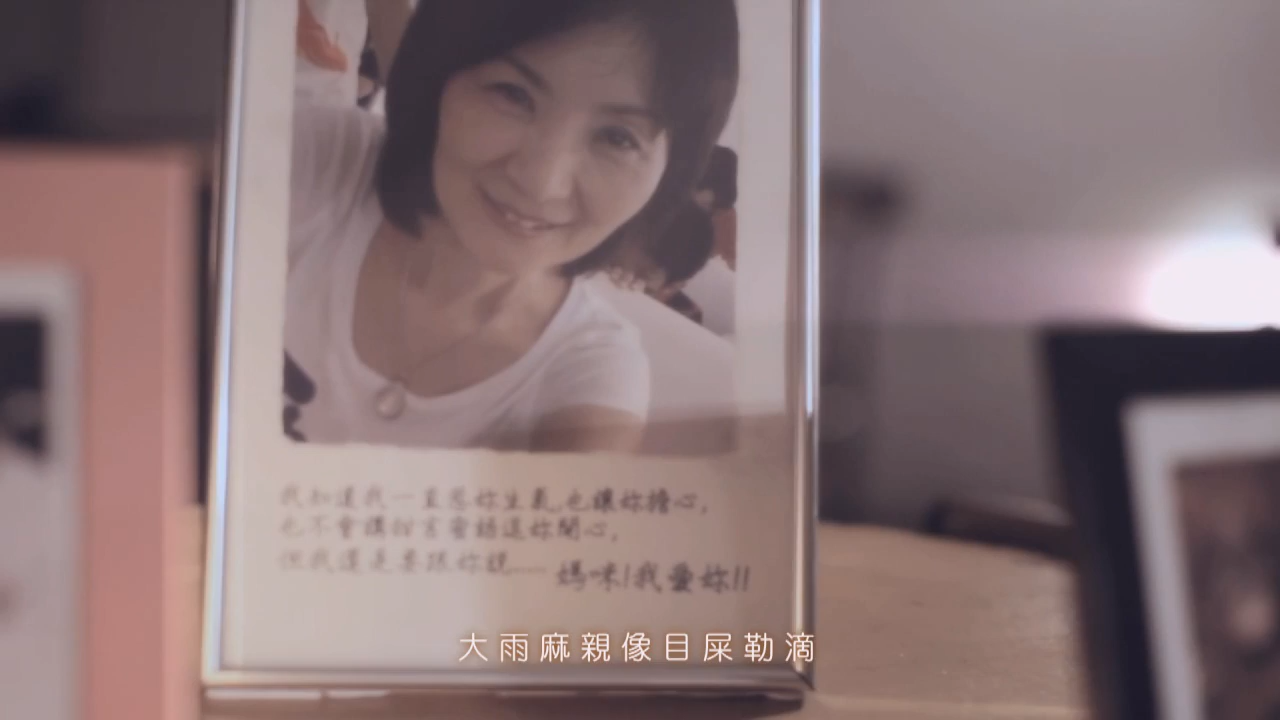 我知道我一直惹妳生氣,也讓妳擔心,
也不會講甜言蜜語逗妳開心,
但我還是要跟妳說⋯⋯媽咪!我愛妳!!
大雨麻親像目屎勒滴